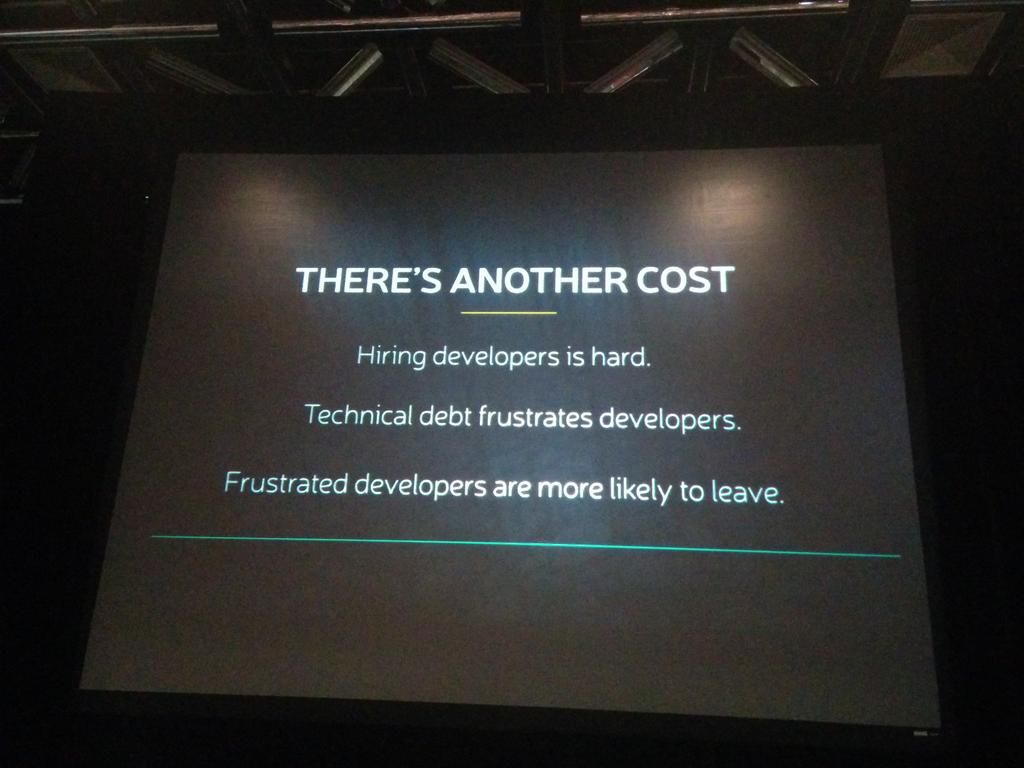 THERE'S ANOTHER COST
Hiring developers is hard.
Technical debt frustrates developers.
Frustrated developers are more likely to leave.